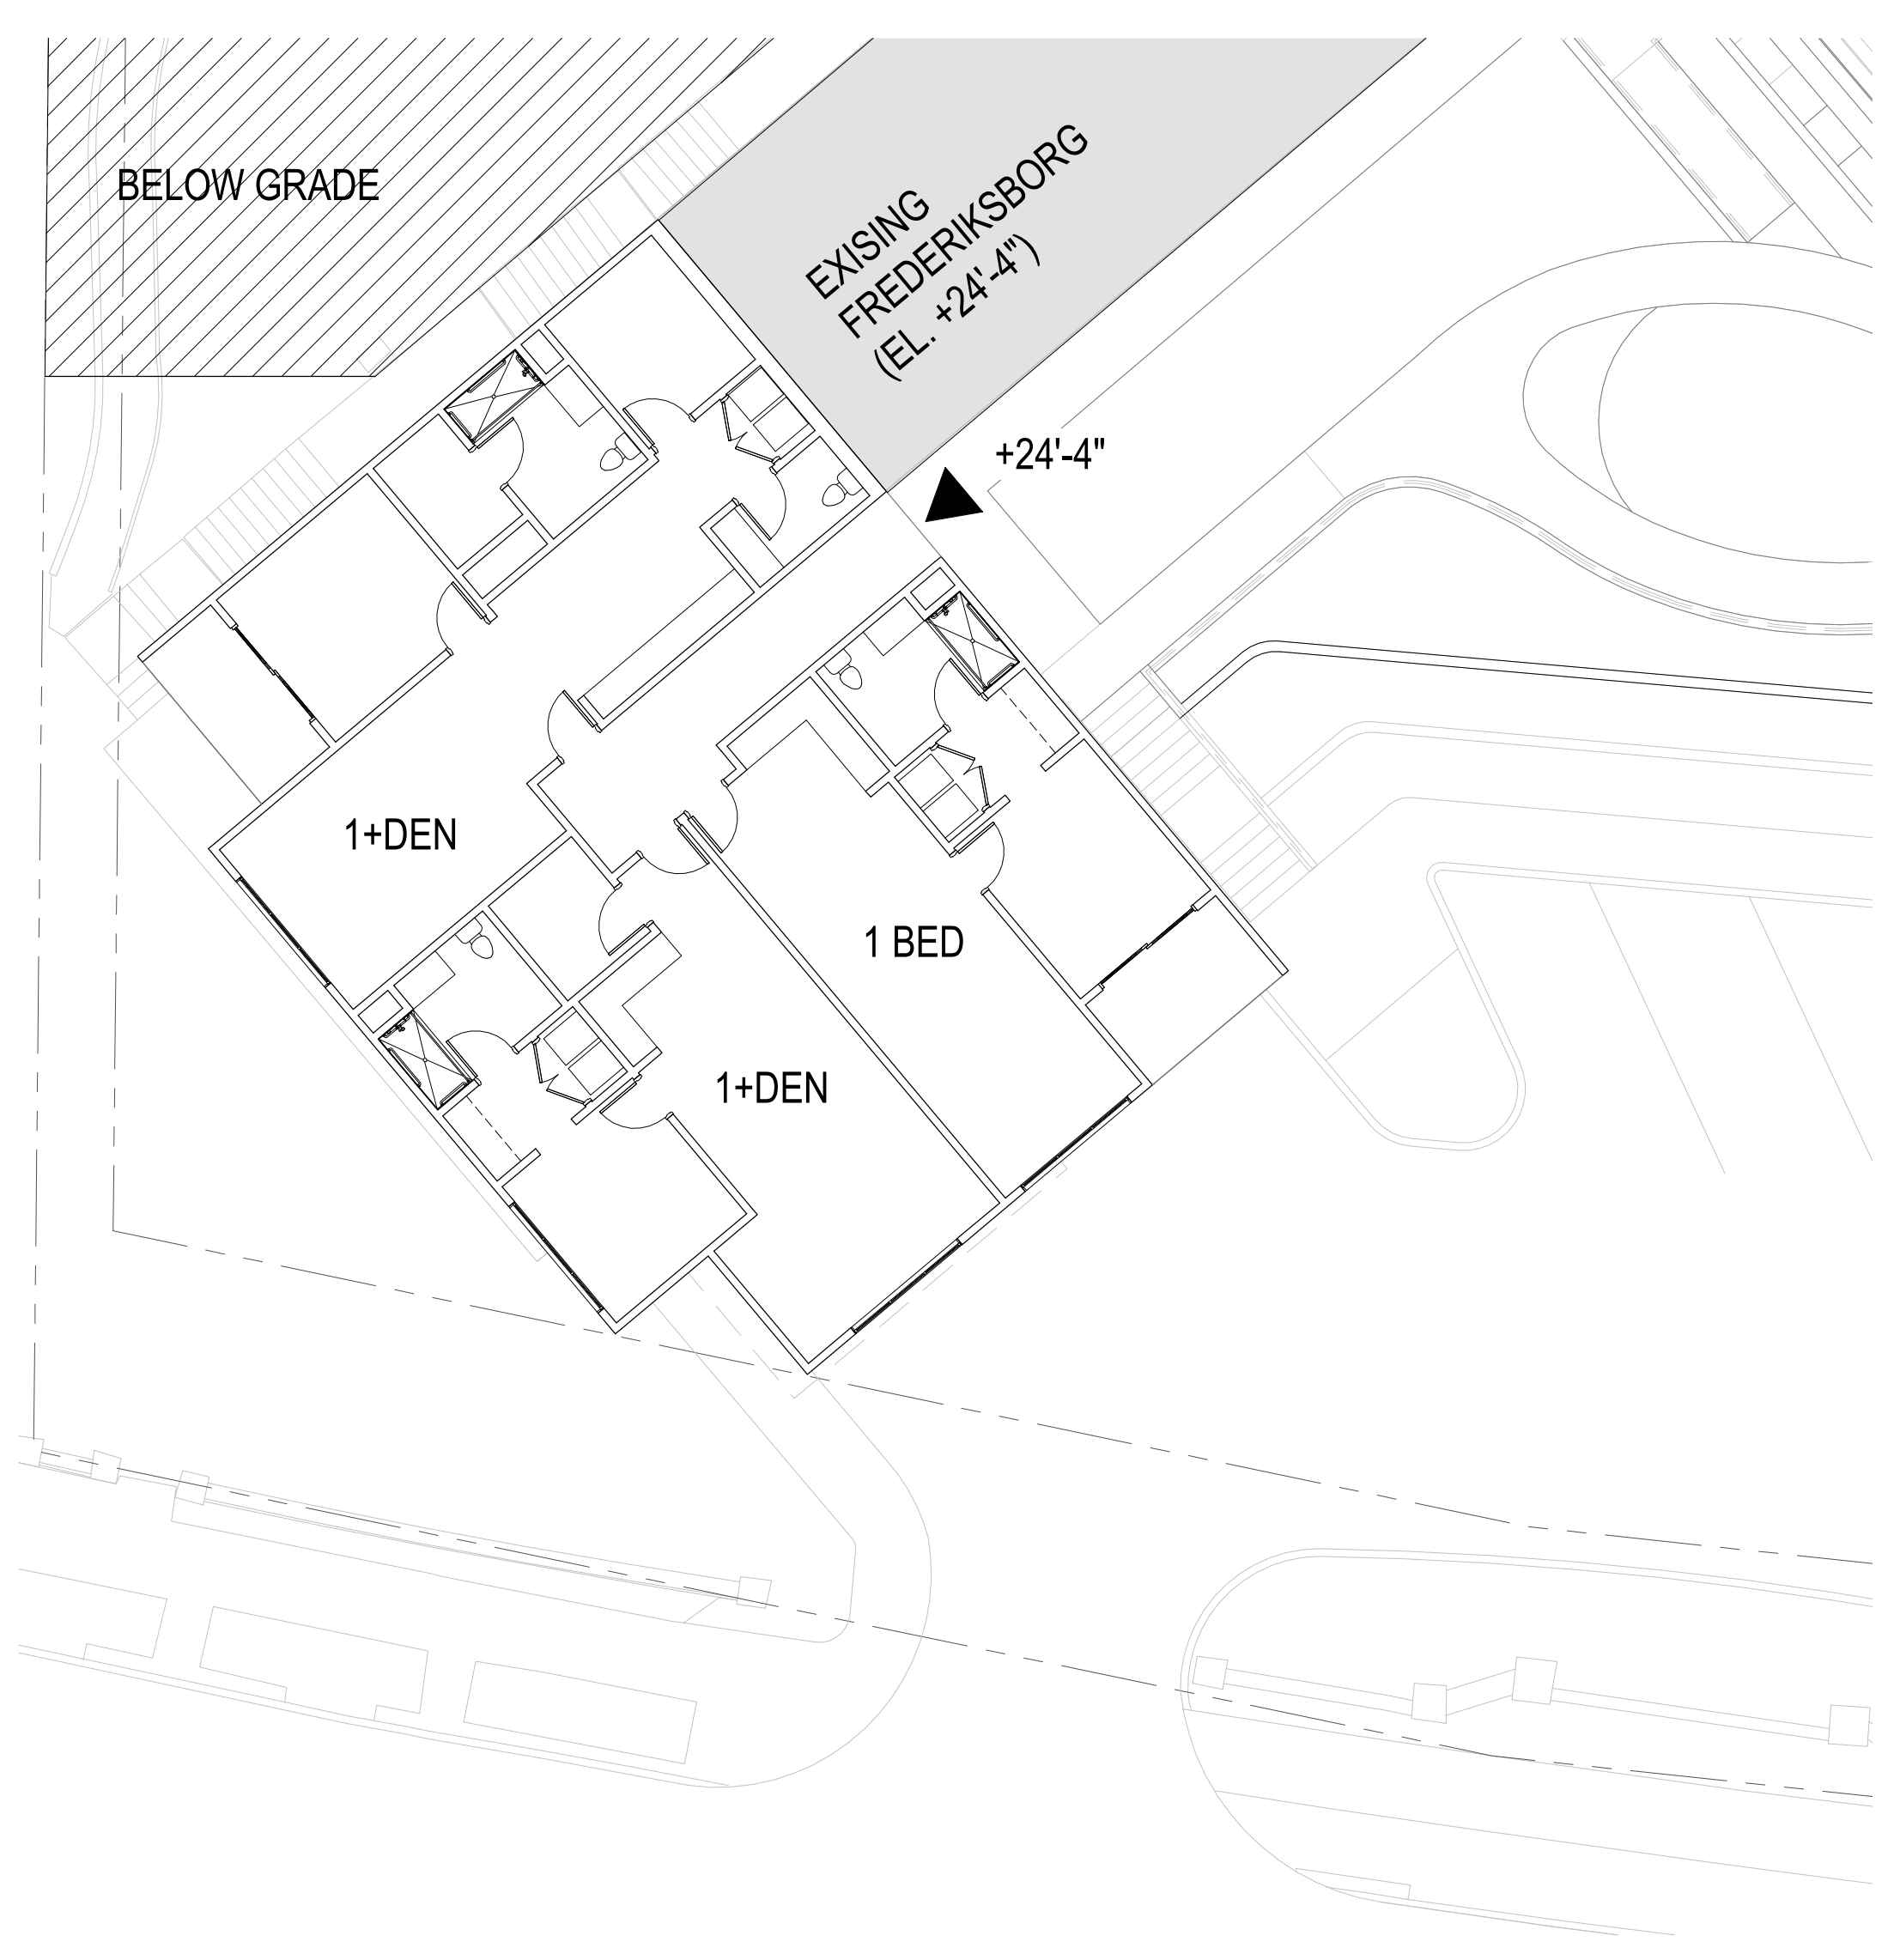 BELOW GRADE
EXISING
FREDERIKSBORG
(EL. +24'-4")
+24'-4"
1+DEN
1 BED
1+DEN